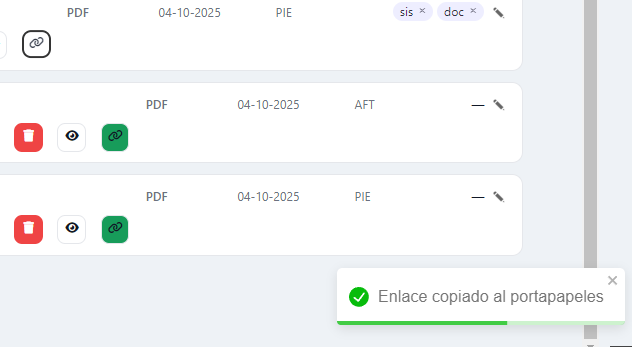 PDF 04-10-2025 PIE sis × doc ×
PDF 04-10-2025 AFT —
PDF 04-10-2025 PIE —
Enlace copiado al portapapeles